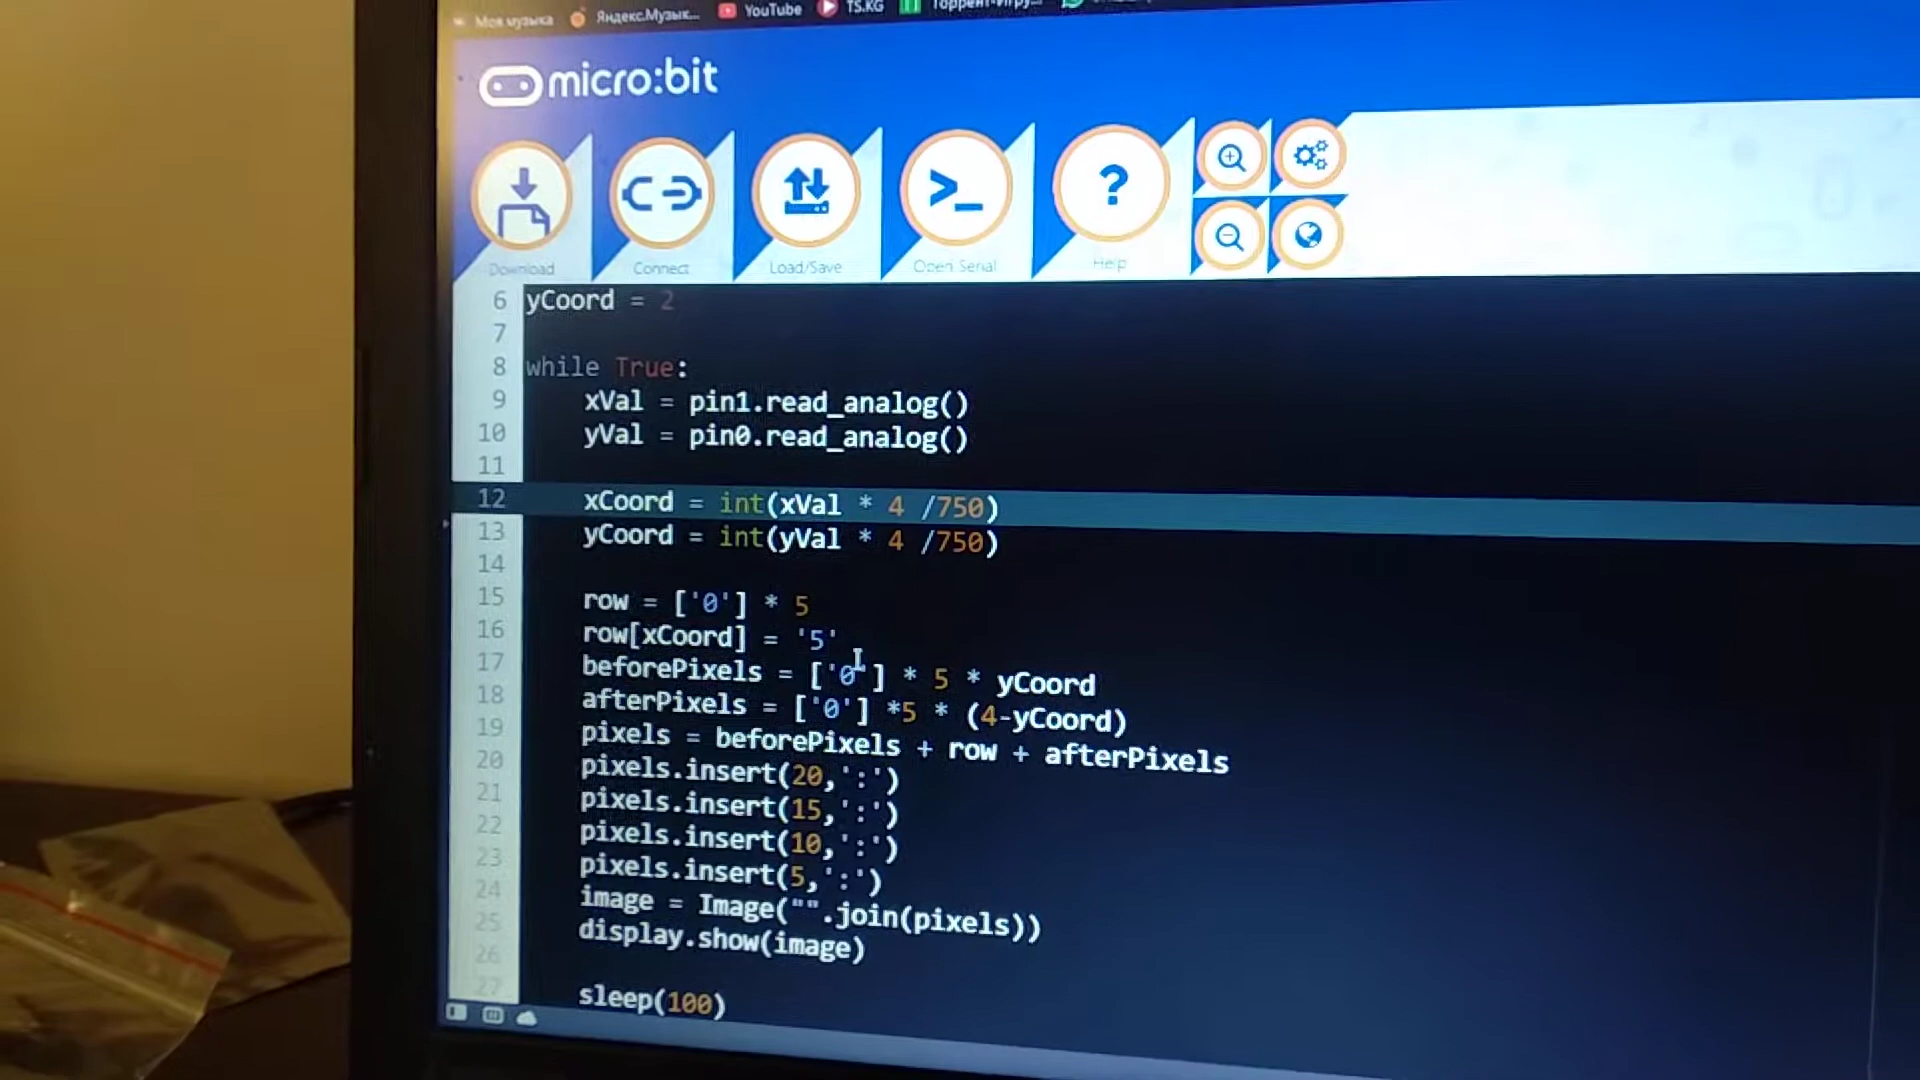 Моя музыка Яндекс.Музык... YouTube TS.KG Торрент-Игру...
micro:bit
Download Connect Load/Save Open Serial Help
6 yCoord = 2
7
8 while True:
9 xVal = pin1.read_analog()
10 yVal = pin0.read_analog()
11
12 xCoord = int(xVal * 4 /750)
13 yCoord = int(yVal * 4 /750)
14
15 row = ['0'] * 5
16 row[xCoord] = '5'
17 beforePixels = ['0'] * 5 * yCoord
18 afterPixels = ['0'] *5 * (4-yCoord)
19 pixels = beforePixels + row + afterPixels
20 pixels.insert(20,':')
21 pixels.insert(15,':')
22 pixels.insert(10,':')
23 pixels.insert(5,':')
24 image = Image("".join(pixels))
25 display.show(image)
26
27 sleep(100)